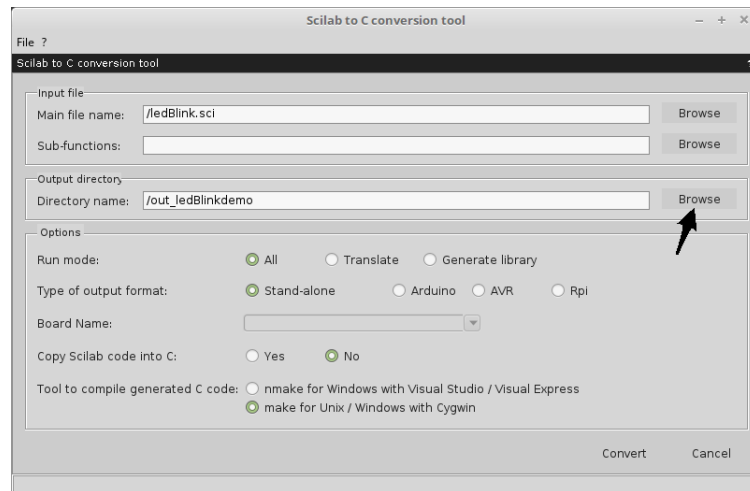 Scilab to C conversion tool
File ?
Scilab to C conversion tool
Input file
Main file name: /ledBlink.sci Browse
Sub-functions: Browse
Output directory
Directory name: /out_ledBlinkdemo Browse
Options
Run mode: All Translate Generate library
Type of output format: Stand-alone Arduino AVR Rpi
Board Name:
Copy Scilab code into C: Yes No
Tool to compile generated C code: nmake for Windows with Visual Studio / Visual Express
make for Unix / Windows with Cygwin
Convert Cancel